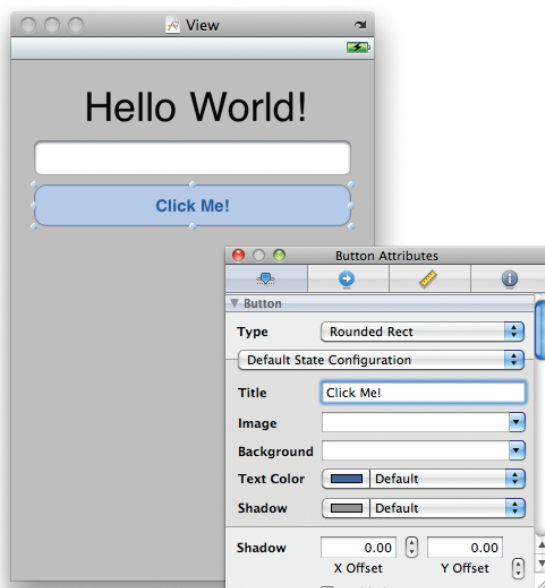 View
Hello World!
Click Me!
Button Attributes
Button
Type Rounded Rect
Default State Configuration
Title Click Me!
Image
Background
Text Color Default
Shadow Default
Shadow 0.00 0.00
X Offset Y Offset